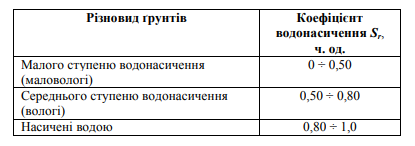 Різновид ґрунтів
Коефіцієнт
водонасичення Sr,
ч. од.
Малого ступеню водонасичення
(маловологі)
0 ÷ 0,50
Середнього ступеню водонасичення
(вологі)
0,50 ÷ 0,80
Насичені водою
0,80 ÷ 1,0